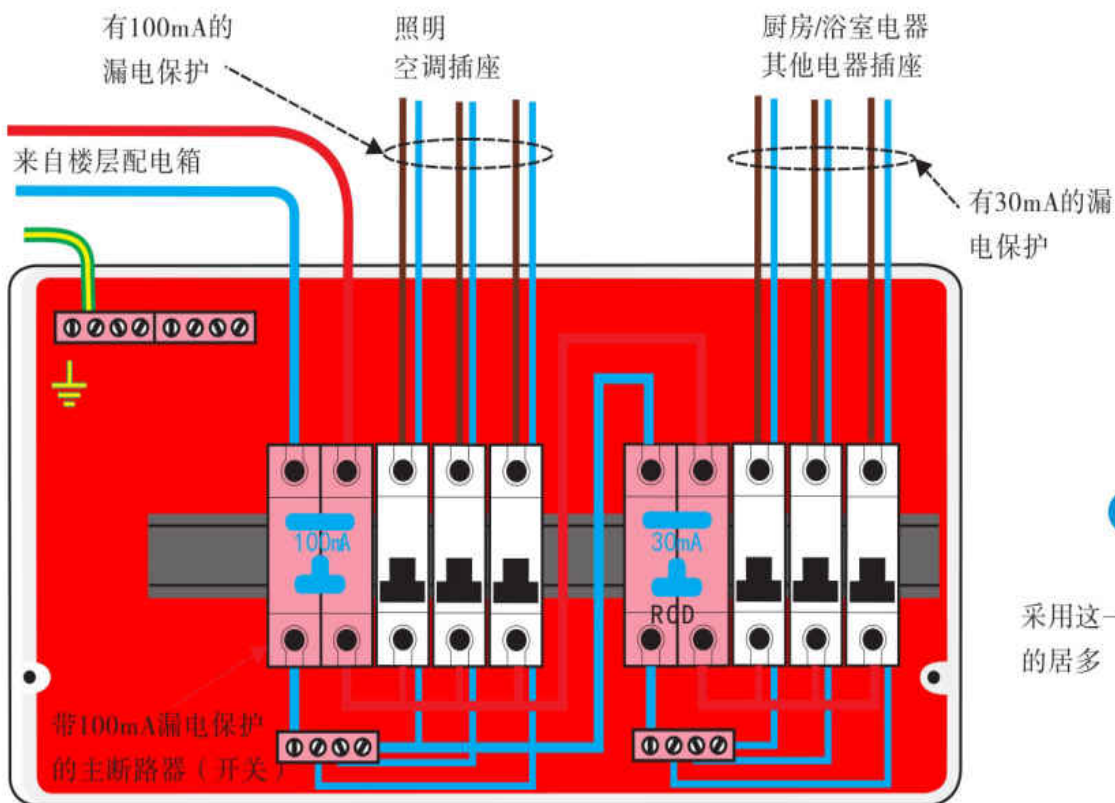 有100mA的
漏电保护
照明
空调插座
厨房/浴室电器
其他电器插座
来自楼层配电箱
有30mA的漏
电保护
100mA
30mA
RCD
采用这一
的居多
带100mA漏电保护
的主断路器（开关）